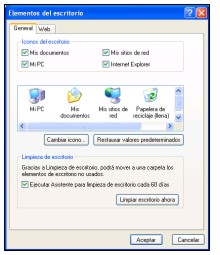 Elementos del escritorio
General Web
Iconos del escritorio
Mis documentos Mis sitios de red
Mi PC Internet Explorer
Mi PC Mis documentos Mis sitios de red Papelera de reciclaje (llena)
Cambiar icono... Restaurar valores predeterminados
Limpieza de escritorio
Gracias a Limpieza de escritorio, podrá mover a una carpeta los
elementos de escritorio no usados.
Ejecutar Asistente para limpieza de escritorio cada 60 días
Limpiar escritorio ahora
Aceptar Cancelar